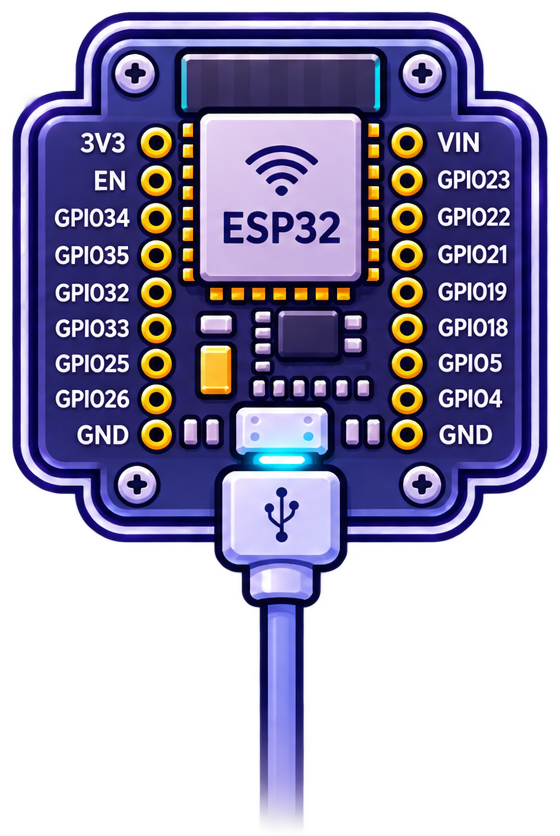 3V3
EN
GPIO34
GPIO35
GPIO32
GPIO33
GPIO25
GPIO26
GND
ESP32
VIN
GPIO23
GPIO22
GPIO21
GPIO19
GPIO18
GPIO5
GPIO4
GND